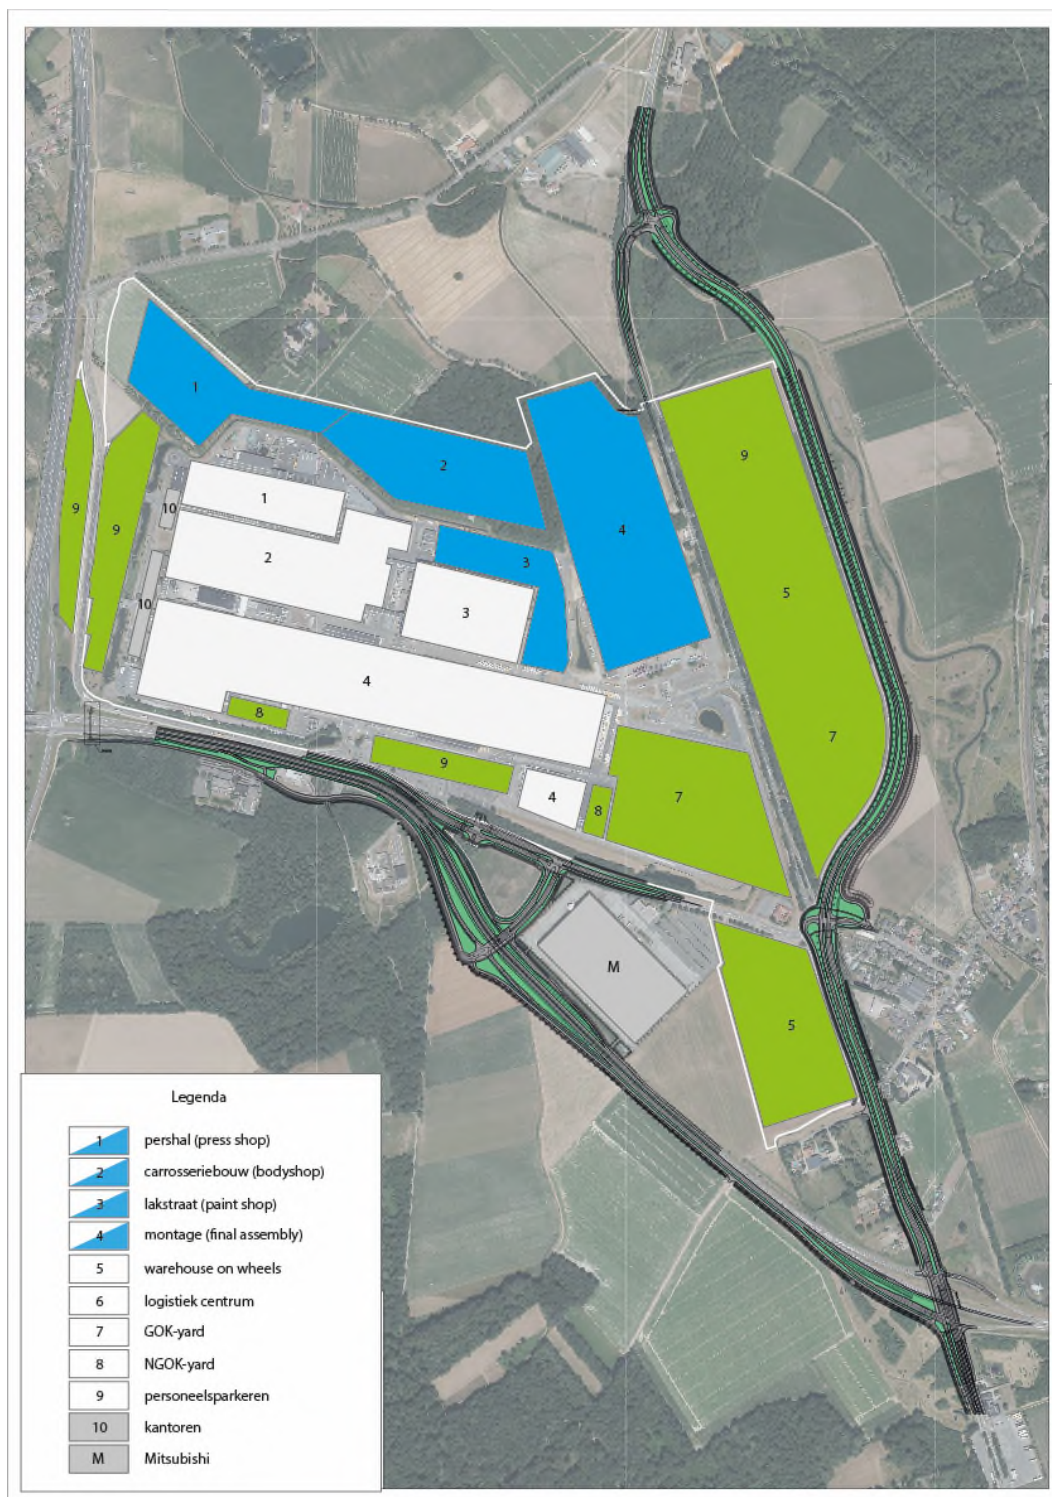 1
2
9
4
1
10
9
9
2
3
3
5
10
4
8
7
9
7
4
8
M
5
Legenda
1 pershal (press shop)
2 carrosseriebouw (bodyshop)
3 lakstraat (paint shop)
4 montage (final assembly)
5 warehouse on wheels
6 logistiek centrum
7 GOK-yard
8 NGOK-yard
9 personeelsparkeren
10 kantoren
M Mitsubishi